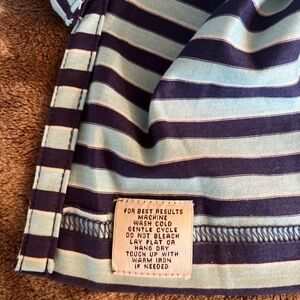 FOR BEST RESULTS
MACHINE
WASH COLD
GENTLE CYCLE
DO NOT BLEACH
LAY FLAT OR
HANG DRY
TOUCH UP WITH
WARM IRON
IF NEEDED